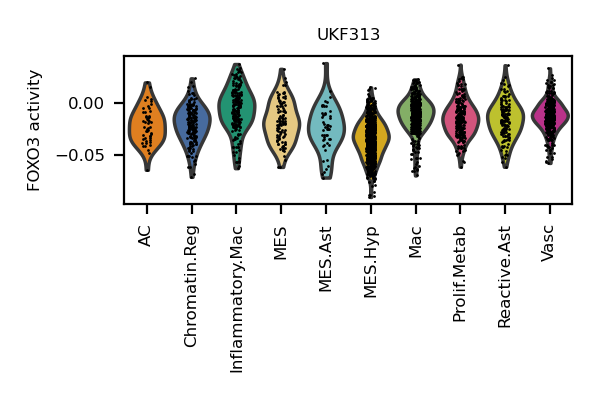 UKF313
FOXO3 activity
0.00
−0.05
AC
Chromatin.Reg
Inflammatory.Mac
MES
MES.Ast
MES.Hyp
Mac
Prolif.Metab
Reactive.Ast
Vasc